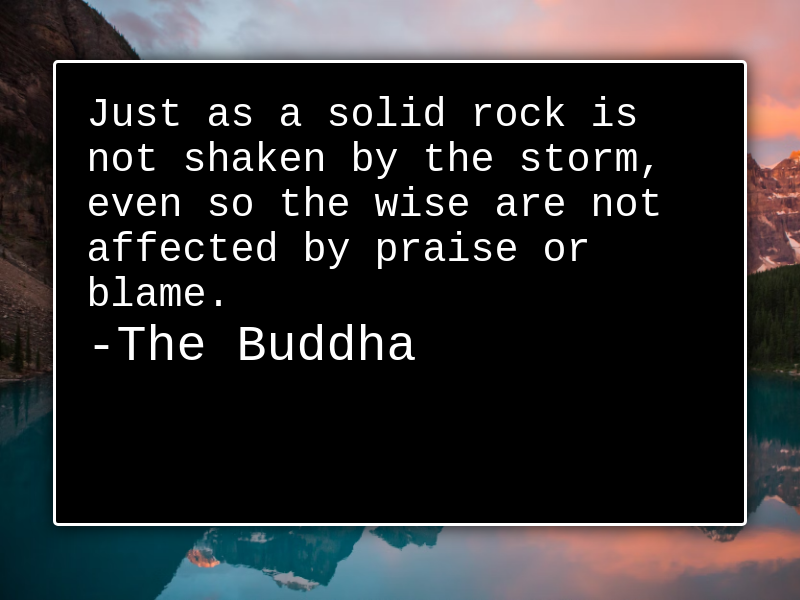 Just as a solid rock is
not shaken by the storm,
even so the wise are not
affected by praise or
blame.
-The Buddha